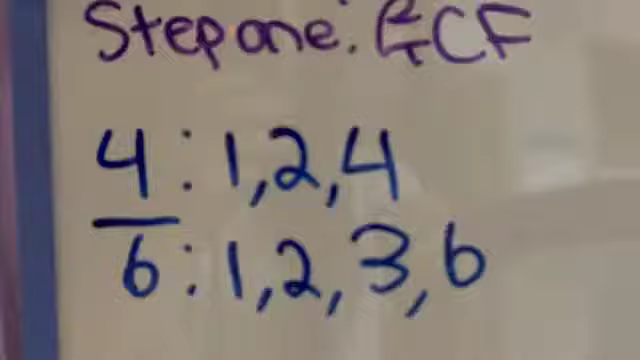 Step one: GCF
4: 1, 2, 4
6: 1, 2, 3, 6